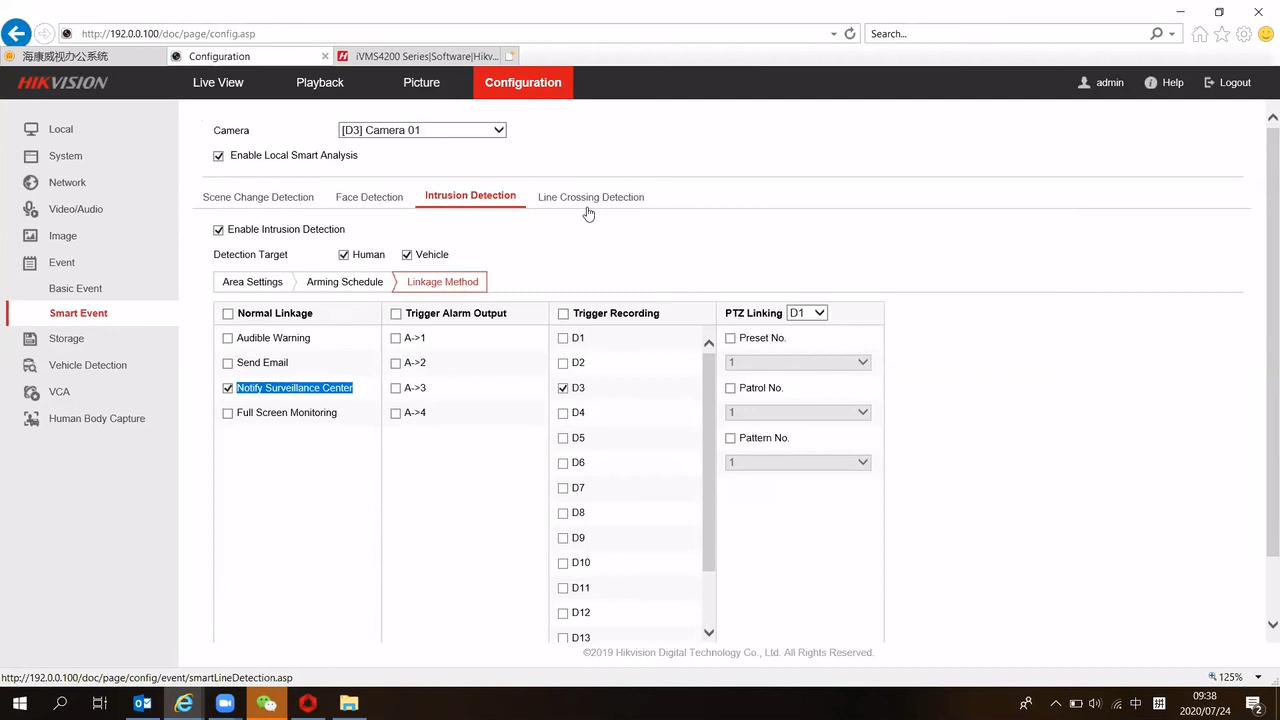 http://192.0.0.100/doc/page/config.asp
Search...
海康威视办公系统
Configuration
iVMS4200 Series|Software|Hikv...
HIKVISION
Live View
Playback
Picture
Configuration
admin
Help
Logout
Local
System
Network
Video/Audio
Image
Event
Basic Event
Smart Event
Storage
Vehicle Detection
VCA
Human Body Capture
Camera
[D3] Camera 01
Enable Local Smart Analysis
Scene Change Detection
Face Detection
Intrusion Detection
Line Crossing Detection
Enable Intrusion Detection
Detection Target
Human
Vehicle
Area Settings
Arming Schedule
Linkage Method
Normal Linkage
Trigger Alarm Output
Trigger Recording
PTZ Linking
D1
Audible Warning
A->1
D1
Preset No.
Send Email
A->2
D2
1
Notify Surveillance Center
A->3
D3
Patrol No.
Full Screen Monitoring
A->4
D4
1
D5
Pattern No.
D6
1
D7
D8
D9
D10
D11
D12
D13
©2019 Hikvision Digital Technology Co., Ltd. All Rights Reserved.
http://192.0.0.100/doc/page/config/event/smartLineDetection.asp
125%
中
拼
09:38
2020/07/24
2